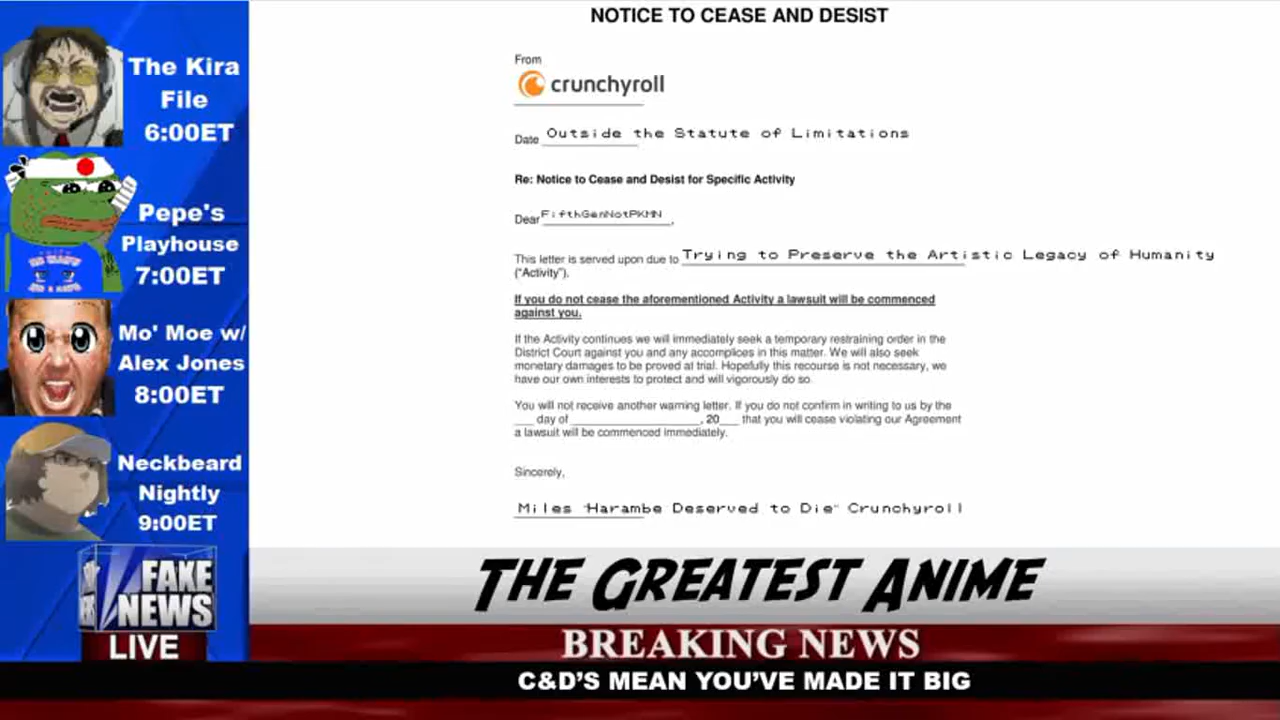 The Kira
File
6:00ET
Pepe's
Playhouse
7:00ET
Mo' Moe w/
Alex Jones
8:00ET
Neckbeard
Nightly
9:00ET
FAKE
NEWS
LIVE
NOTICE TO CEASE AND DESIST
From
crunchyroll
Date Outside the Statute of Limitations
Re: Notice to Cease and Desist for Specific Activity
Dear FifthGenNotPKMN,
This letter is served upon due to Trying to Preserve the Artistic Legacy of Humanity
("Activity").
If you do not cease the aforementioned Activity a lawsuit will be commenced
against you.
If the Activity continues we will immediately seek a temporary restraining order in the
District Court against you and any accomplices in this matter. We will also seek
monetary damages to be proved at trial. Hopefully this recourse is not necessary, we
have our own interests to protect and will vigorously do so
You will not receive another warning letter. If you do not confirm in writing to us by the
___ day of ____________________, 20___ that you will cease violating our Agreement
a lawsuit will be commenced immediately.
Sincerely,
Miles "Harambe Deserved to Die" Crunchyroll
THE GREATEST ANIME
BREAKING NEWS
C&D'S MEAN YOU'VE MADE IT BIG